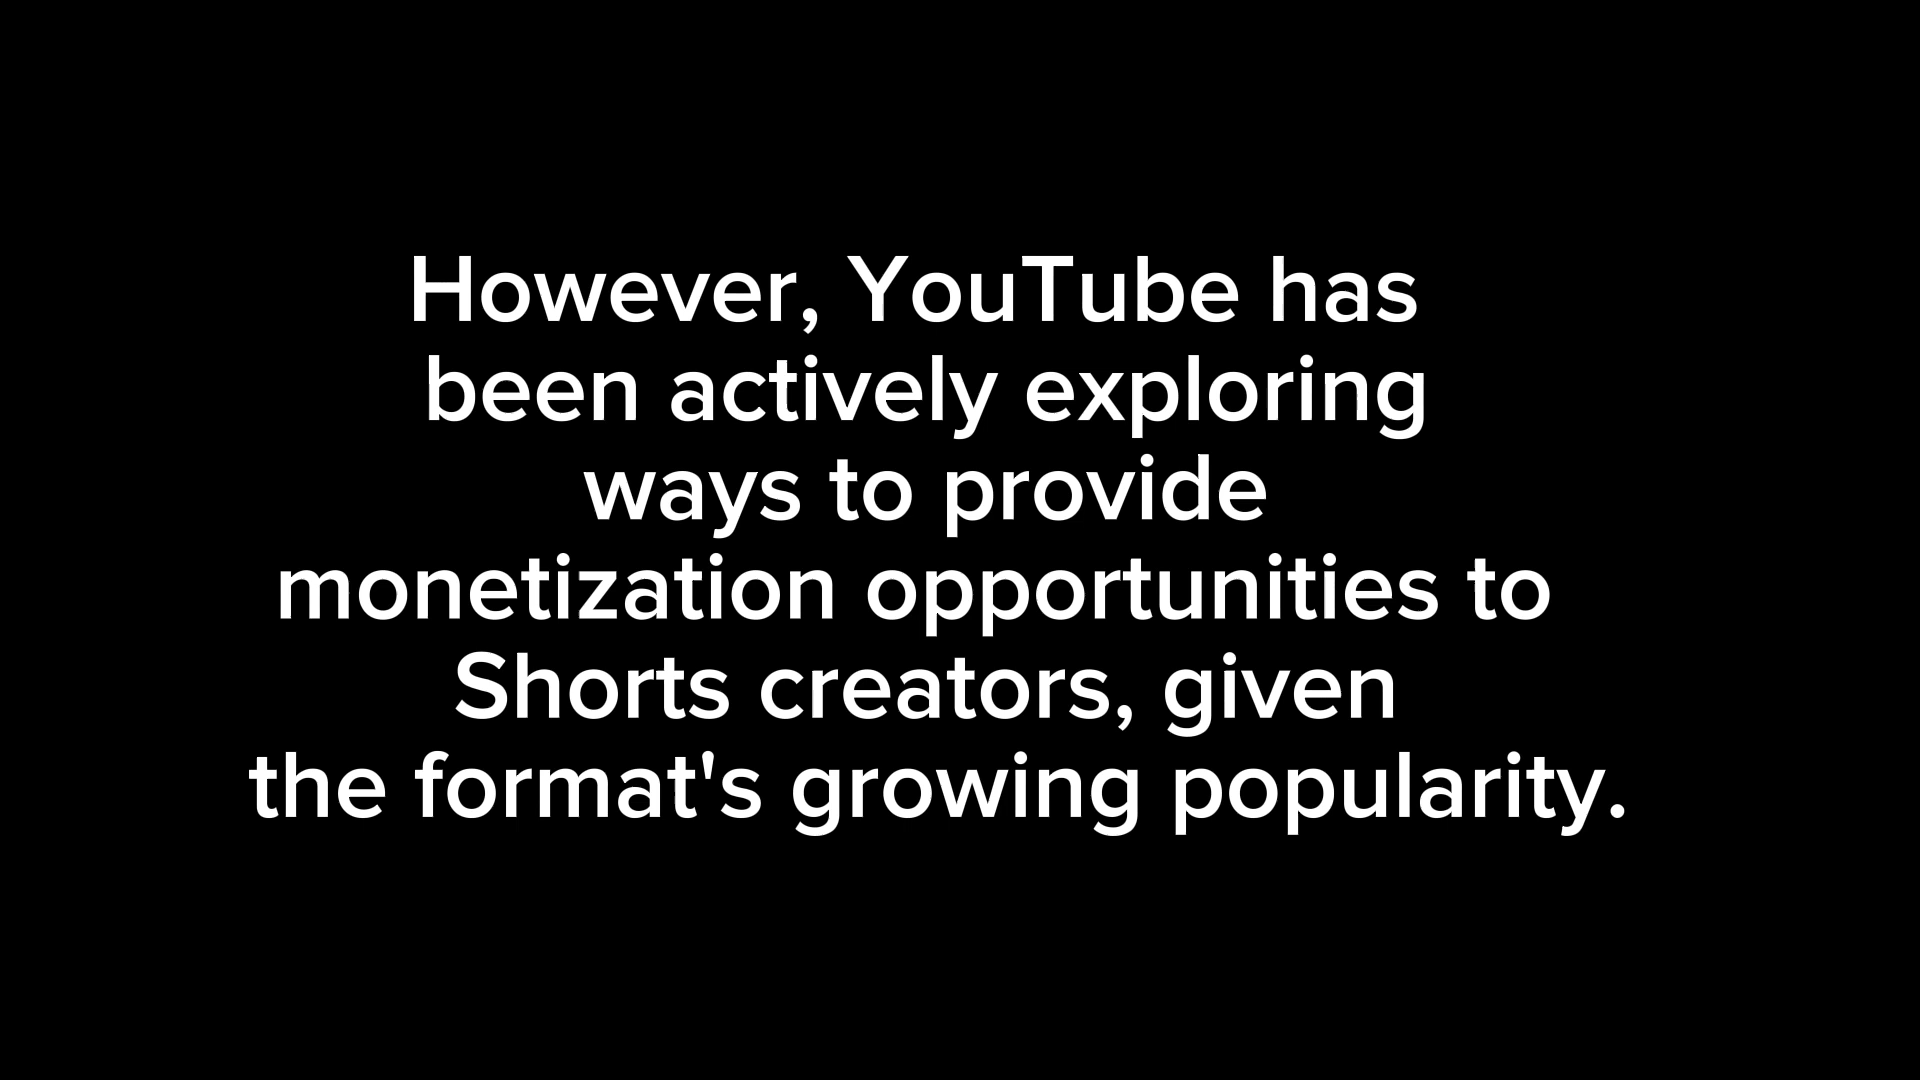 However, YouTube has
been actively exploring
ways to provide
monetization opportunities to
Shorts creators, given
the format's growing popularity.